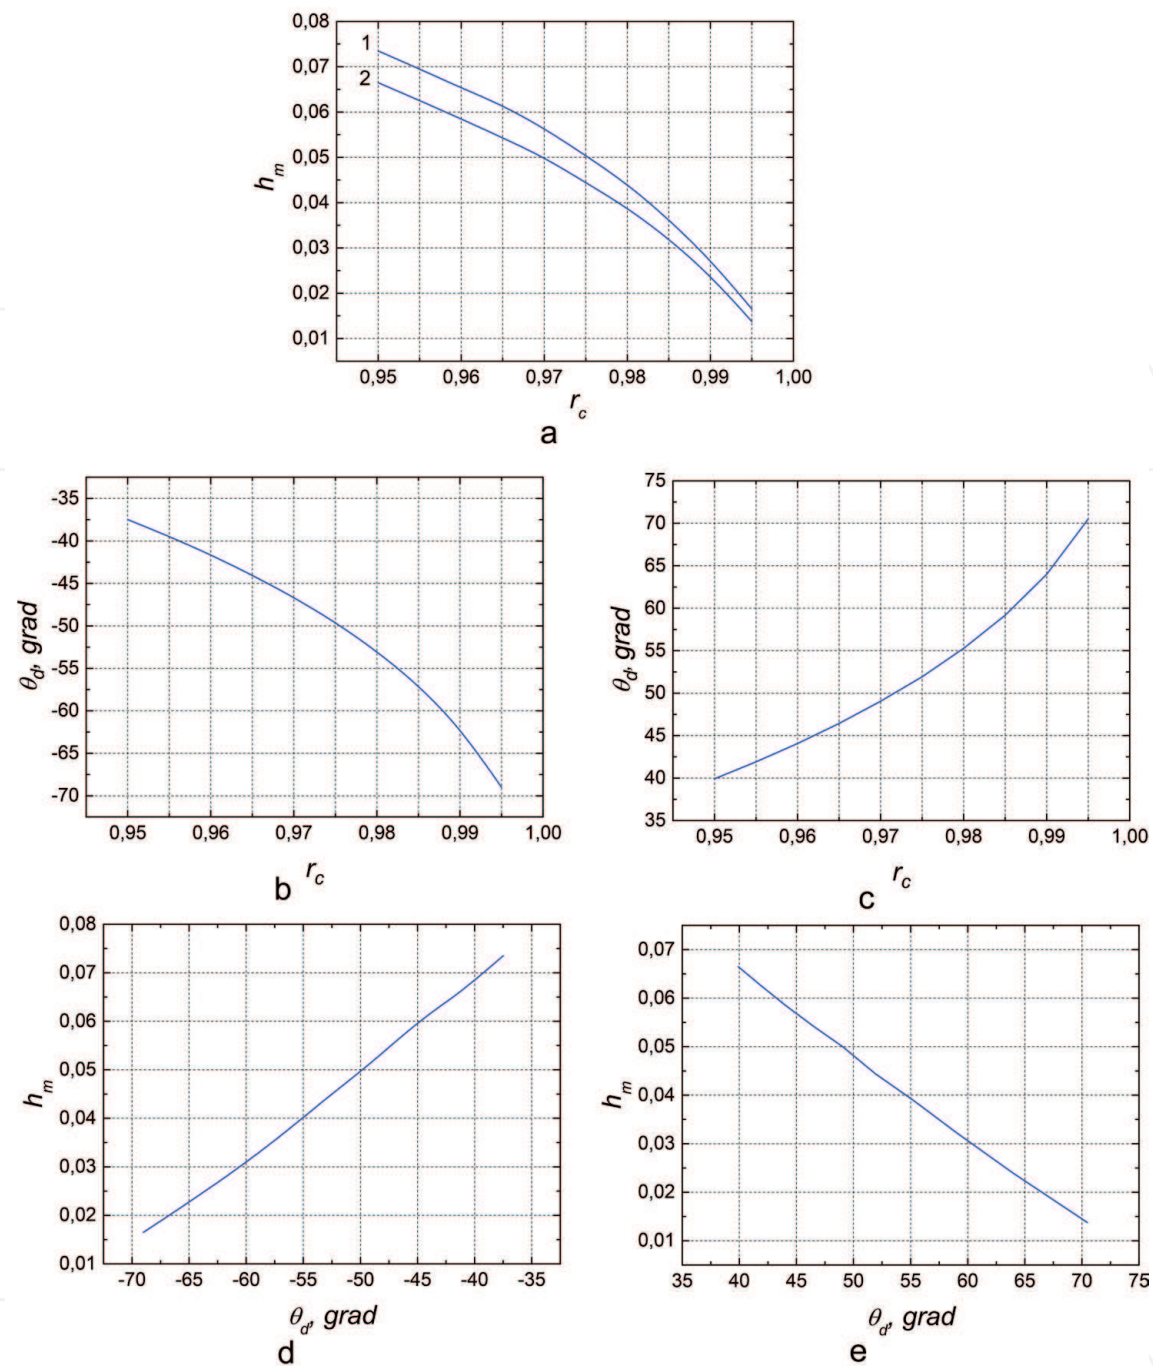 0,08
1
0,07
2
0,06
0,05
h_m
0,04
0,03
0,02
0,01
0,95 0,96 0,97 0,98 0,99 1,00
r_c
a
-35
-40
-45
-50
θ_d, grad
-55
-60
-65
-70
0,95 0,96 0,97 0,98 0,99 1,00
r_c
b
75
70
65
60
55
θ_d, grad
50
45
40
35
0,95 0,96 0,97 0,98 0,99 1,00
r_c
c
0,08
0,07
0,06
0,05
h_m
0,04
0,03
0,02
0,01
-70 -65 -60 -55 -50 -45 -40 -35
θ_d, grad
d
0,07
0,06
0,05
h_m
0,04
0,03
0,02
0,01
35 40 45 50 55 60 65 70 75
θ_d, grad
e